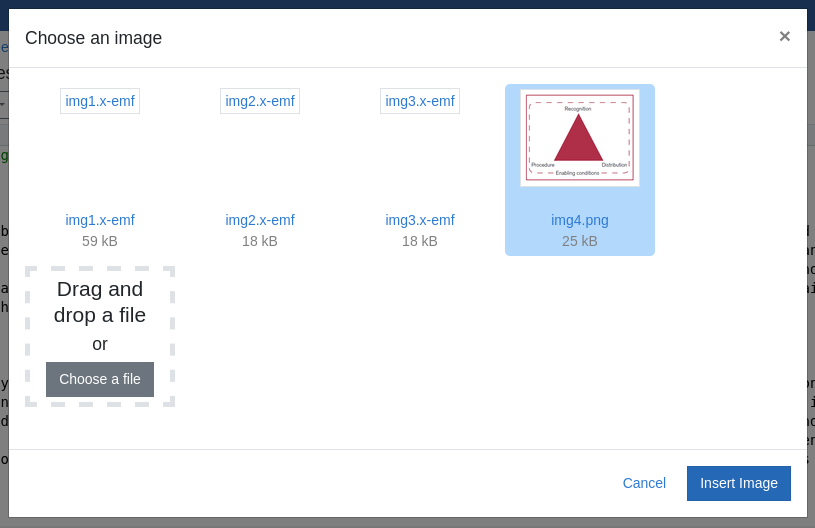 Choose an image
×
img1.x-emf
img2.x-emf
img3.x-emf
Recognition
Procedure
Distribution
Enabling conditions
img1.x-emf
59 kB
img2.x-emf
18 kB
img3.x-emf
18 kB
img4.png
25 kB
Drag and
drop a file
or
Choose a file
Cancel
Insert Image